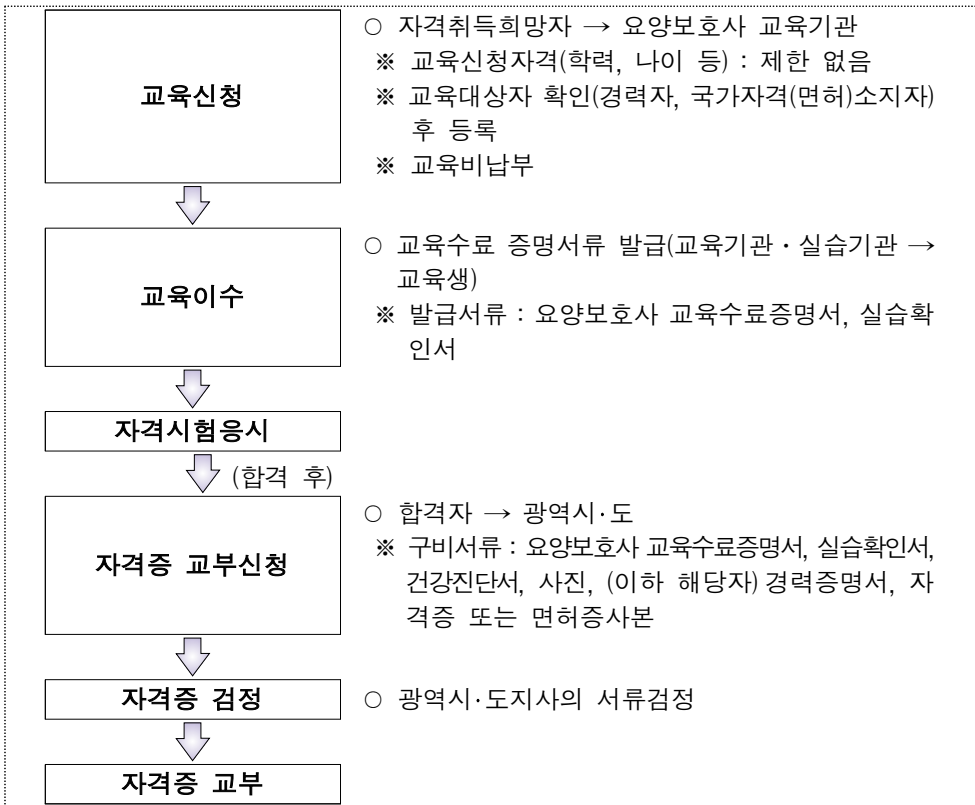 교육신청
○ 자격취득희망자 → 요양보호사 교육기관
※ 교육신청자격(학력, 나이 등) : 제한 없음
※ 교육대상자 확인(경력자, 국가자격(면허)소지자)
후 등록
※ 교육비납부
교육이수
○ 교육수료 증명서류 발급(교육기관・실습기관 →
교육생)
※ 발급서류 : 요양보호사 교육수료증명서, 실습확
인서
자격시험응시
(합격 후)
자격증 교부신청
○ 합격자 → 광역시·도
※ 구비서류 : 요양보호사 교육수료증명서, 실습확인서,
건강진단서, 사진, (이하 해당자) 경력증명서, 자
격증 또는 면허증사본
자격증 검정
○ 광역시·도지사의 서류검정
자격증 교부